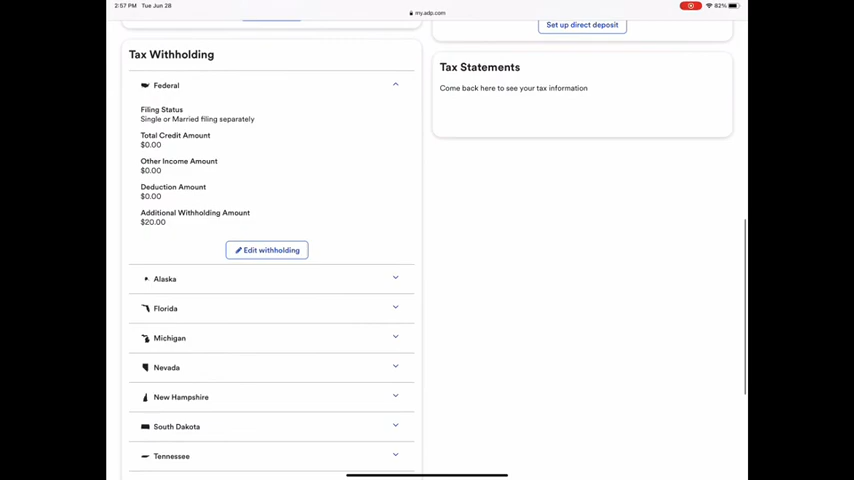 2:57 PM Tue Jun 28
my.adp.com
82%
Set up direct deposit
Tax Withholding
Federal
Filing Status
Single or Married filing separately
Total Credit Amount
$0.00
Other Income Amount
$0.00
Deduction Amount
$0.00
Additional Withholding Amount
$20.00
Edit withholding
Alaska
Florida
Michigan
Nevada
New Hampshire
South Dakota
Tennessee
Tax Statements
Come back here to see your tax information